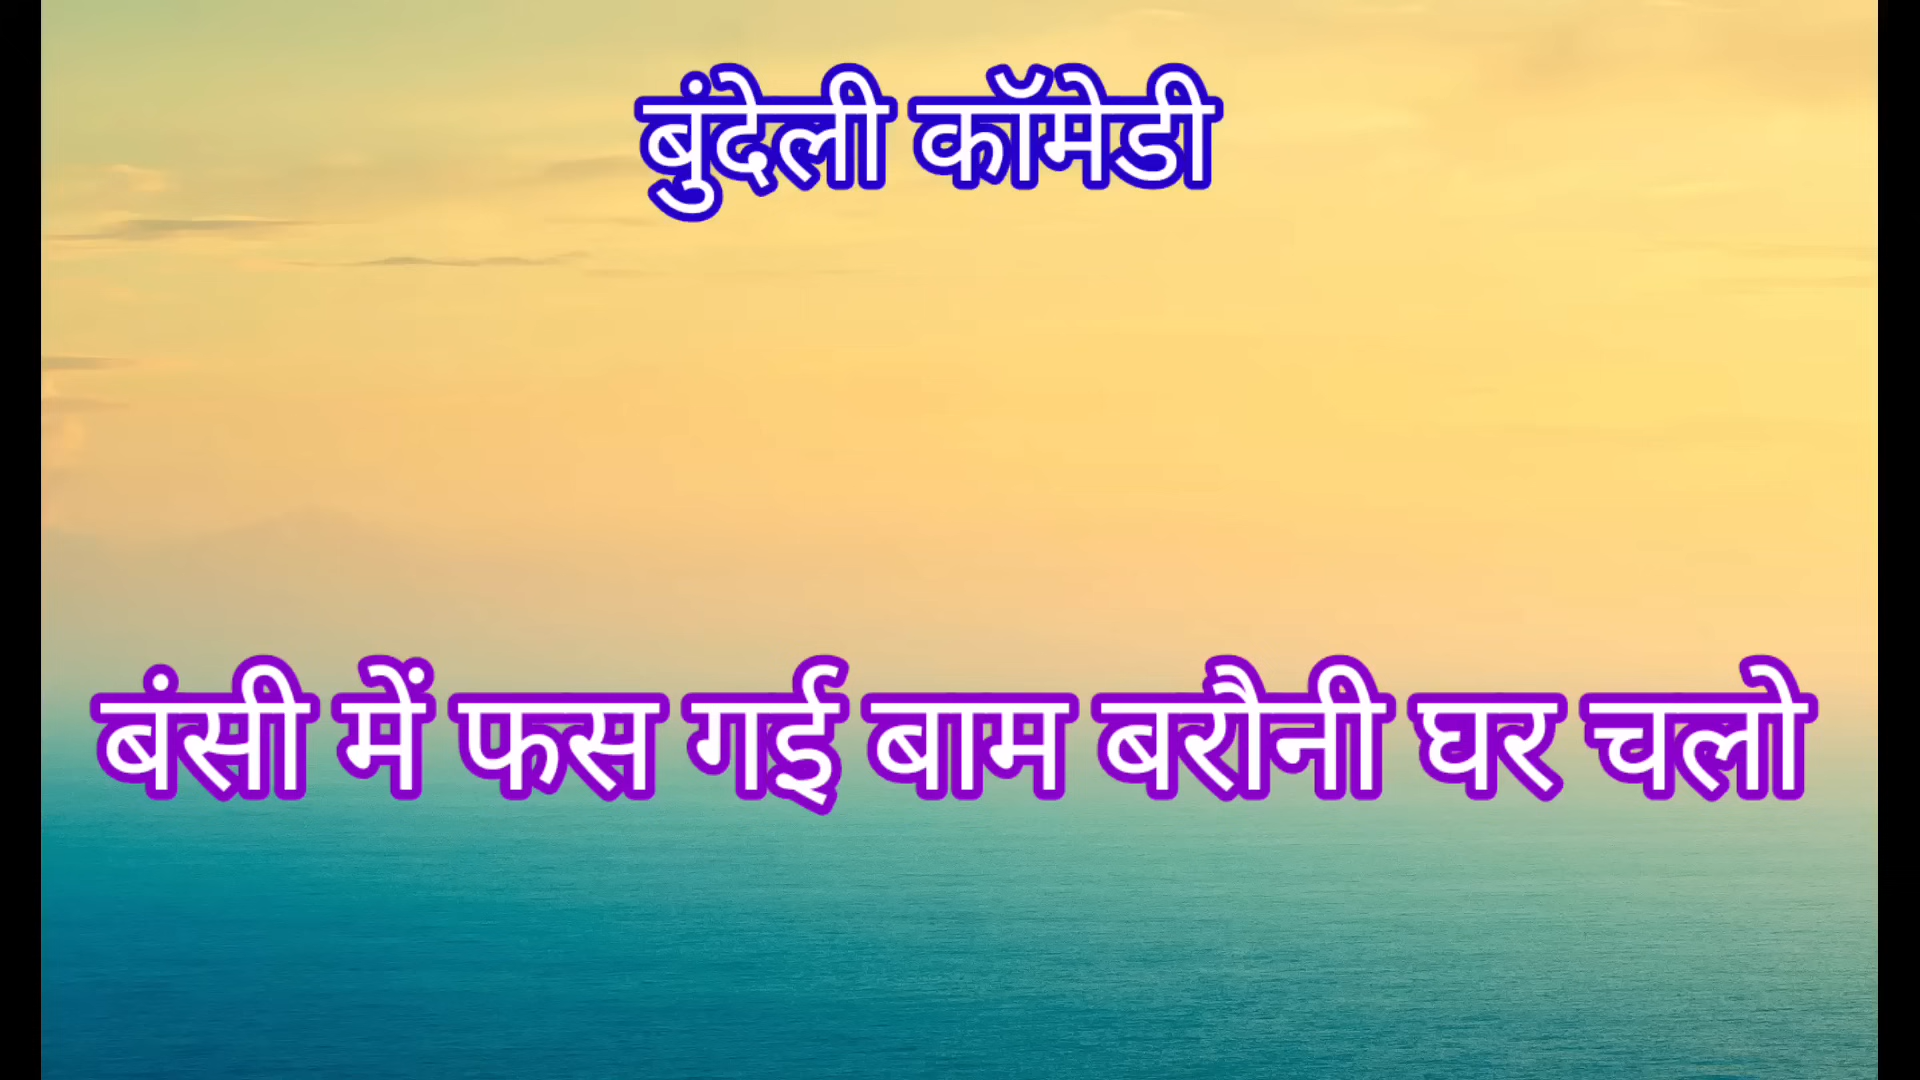 बुंदेली कॉमेडी
बंसी में फस गई बाम बरौनी घर चलो